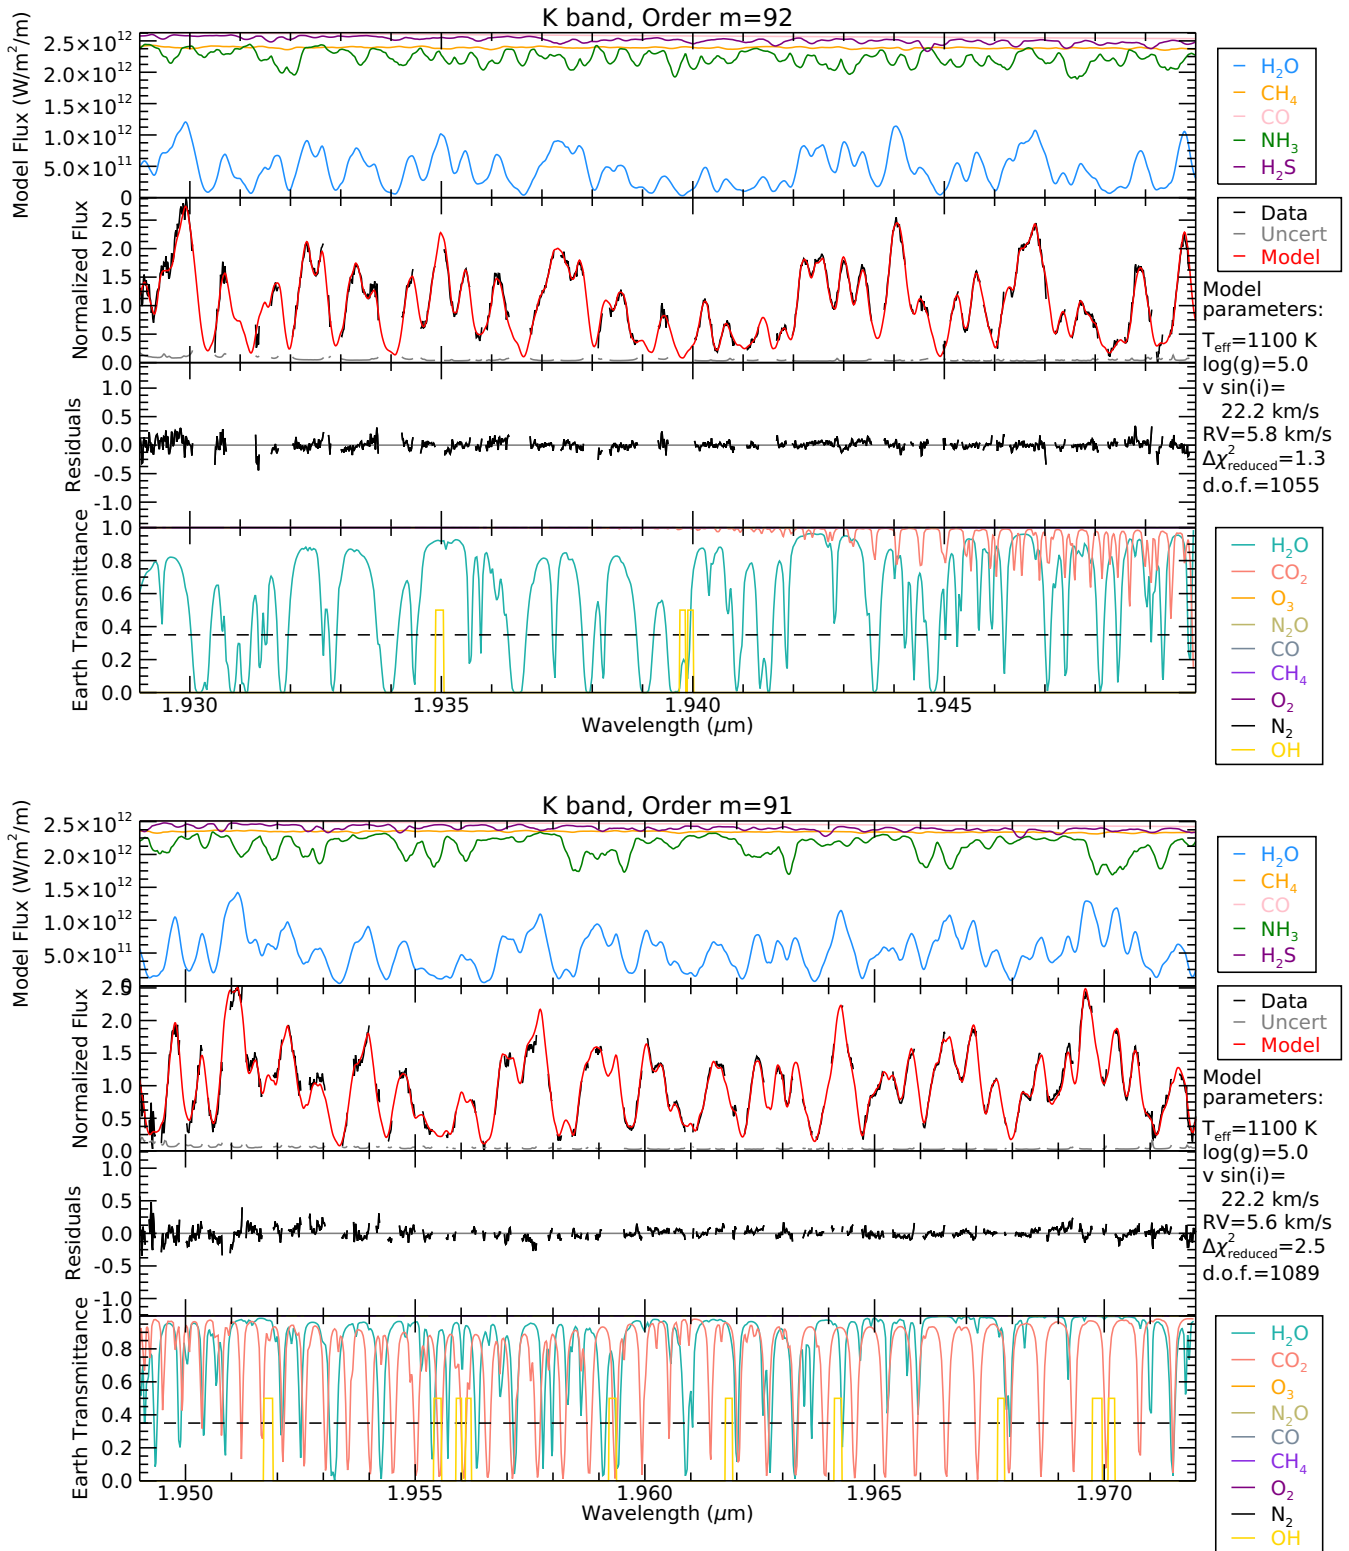 K band, Order m=92
Model Flux (W/m²/m)
2.5×10¹²
2.0×10¹²
1.5×10¹²
1.0×10¹²
5.0×10¹¹
0
H₂O
CH₄
CO
NH₃
H₂S
Normalized Flux
2.5
2.0
1.5
1.0
0.5
0.0
Data
Uncert
Model
Model
parameters:
T_eff=1100 K
log(g)=5.0
v sin(i)=
22.2 km/s
RV=5.8 km/s
Δχ²_reduced=1.3
d.o.f.=1055
Residuals
1.0
0.5
0.0
-0.5
-1.0
Earth Transmittance
1.0
0.8
0.6
0.4
0.2
0.0
H₂O
CO₂
O₃
N₂O
CO
CH₄
O₂
N₂
OH
1.930 1.935 1.940 1.945
Wavelength (μm)
K band, Order m=91
Model Flux (W/m²/m)
2.5×10¹²
2.0×10¹²
1.5×10¹²
1.0×10¹²
5.0×10¹¹
0
H₂O
CH₄
CO
NH₃
H₂S
Normalized Flux
2.5
2.0
1.5
1.0
0.5
0.0
Data
Uncert
Model
Model
parameters:
T_eff=1100 K
log(g)=5.0
v sin(i)=
22.2 km/s
RV=5.6 km/s
Δχ²_reduced=2.5
d.o.f.=1089
Residuals
1.0
0.5
0.0
-0.5
-1.0
Earth Transmittance
1.0
0.8
0.6
0.4
0.2
0.0
H₂O
CO₂
O₃
N₂O
CO
CH₄
O₂
N₂
OH
1.950 1.955 1.960 1.965 1.970
Wavelength (μm)